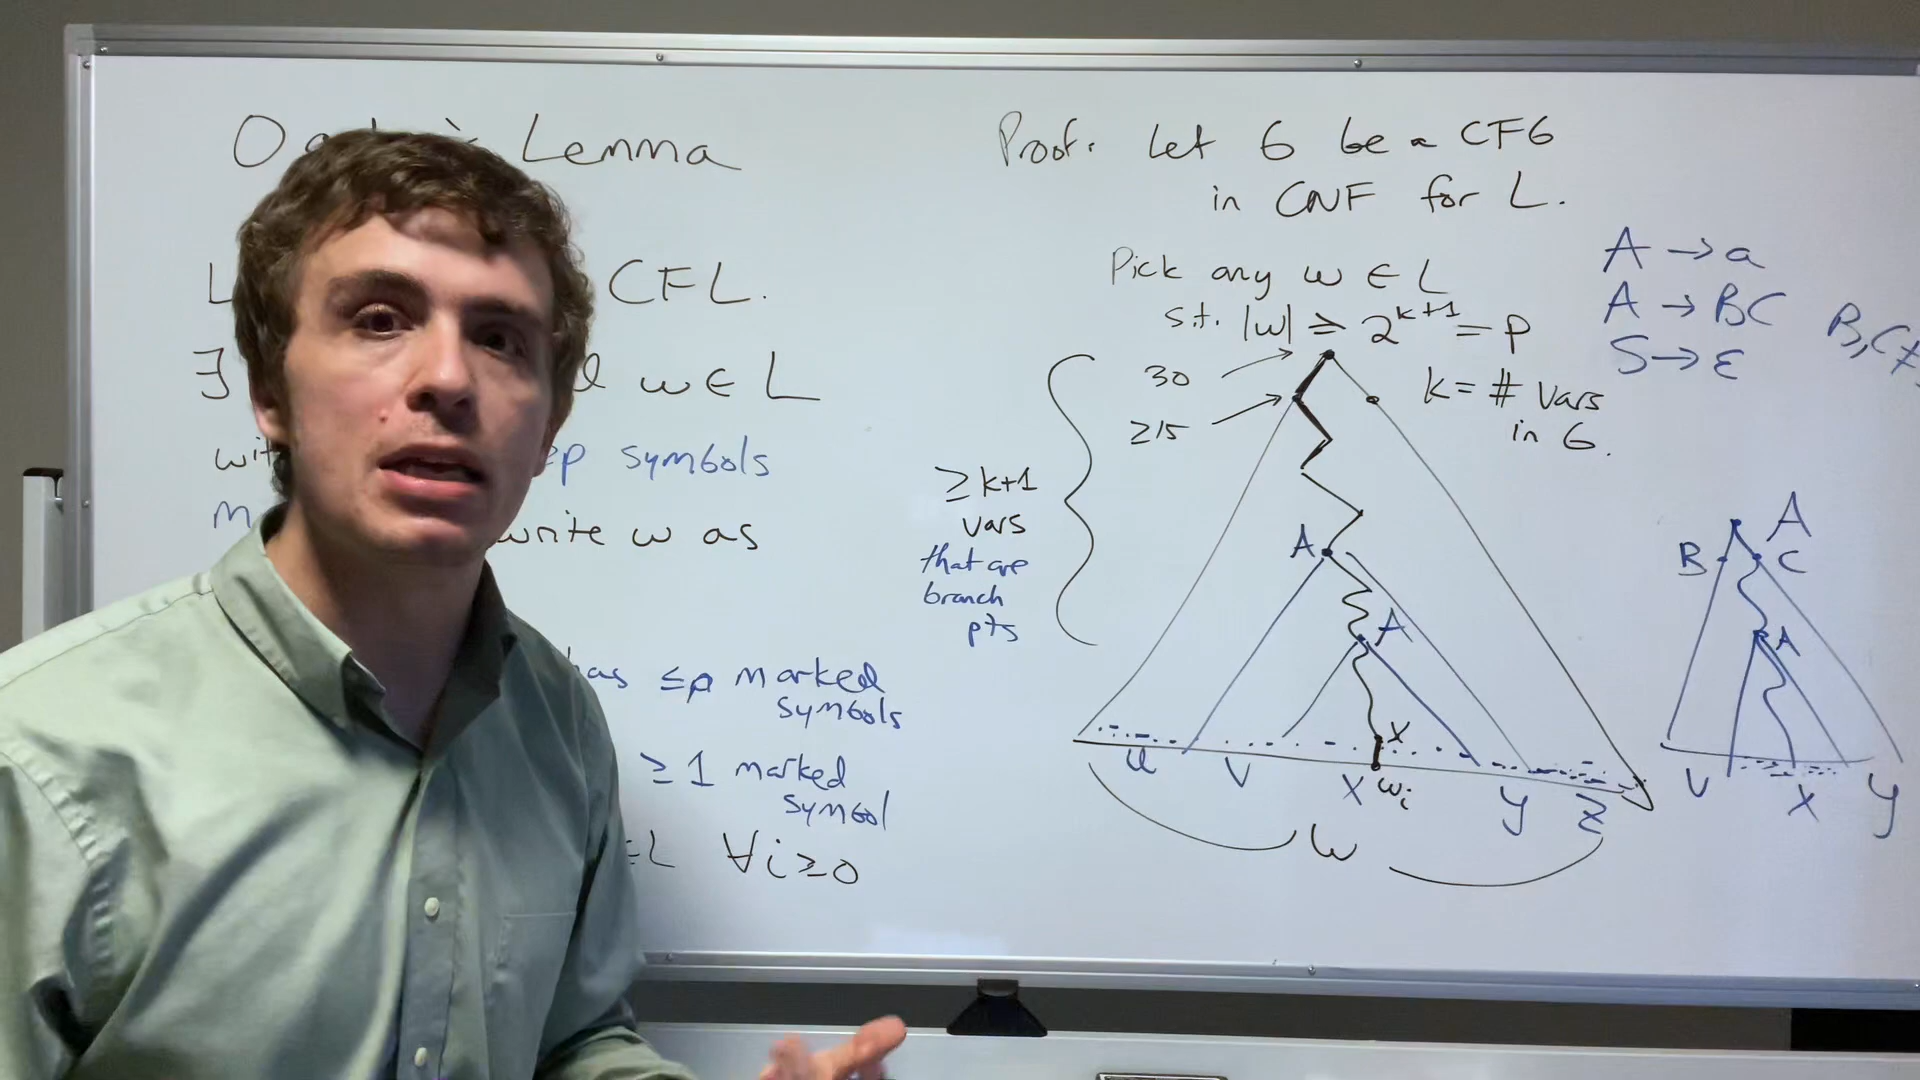 Lemma
CFL.
∃ w ∈ L
symbols
write w as
has ≤p marked
symbols
≥1 marked
symbol
∀i≥0
Proof. Let G be a CFG
in CNF for L.
Pick any w ∈ L
s.t. |w| ≥ 2^{k+1} = p
k = # vars
in G.
A → a
A → BC
S → ε
30
≥15
≥k+1
vars
that are
branch
pts
A
A
x
u v x w_i y z
w
A
B C
A
v x y